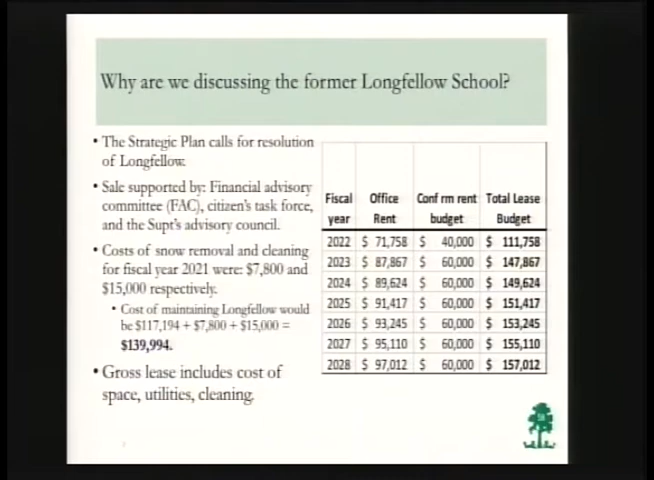 Why are we discussing the former Longfellow School?
• The Strategic Plan calls for resolution
of Longfellow.
• Sale supported by: Financial advisory
committee (FAC), citizen's task force,
and the Supt's advisory council.
• Costs of snow removal and cleaning
for fiscal year 2021 were: $7,800 and
$15,000 respectively.
• Cost of maintaining Longfellow would
be $117,194 + $7,800 + $15,000 =
$139,994.
• Gross lease includes cost of
space, utilities, cleaning.
Fiscal year Office Rent Conf rm rent budget Total Lease Budget
2022 $ 71,758 $ 40,000 $ 111,758
2023 $ 87,867 $ 60,000 $ 147,867
2024 $ 89,624 $ 60,000 $ 149,624
2025 $ 91,417 $ 60,000 $ 151,417
2026 $ 93,245 $ 60,000 $ 153,245
2027 $ 95,110 $ 60,000 $ 155,110
2028 $ 97,012 $ 60,000 $ 157,012